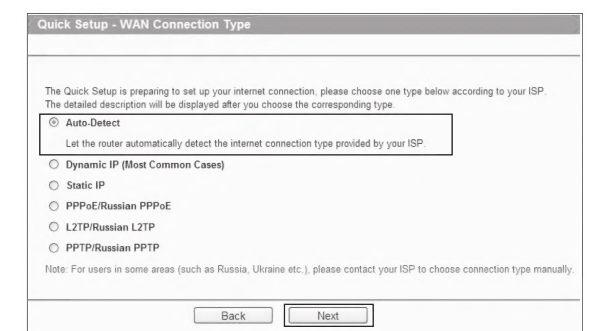 Quick Setup - WAN Connection Type
The Quick Setup is preparing to set up your internet connection, please choose one type below according to your ISP.
The detailed description will be displayed after you choose the corresponding type.
Auto-Detect
Let the router automatically detect the internet connection type provided by your ISP.
Dynamic IP (Most Common Cases)
Static IP
PPPoE/Russian PPPoE
L2TP/Russian L2TP
PPTP/Russian PPTP
Note: For users in some areas (such as Russia, Ukraine etc.), please contact your ISP to choose connection type manually.
Back Next